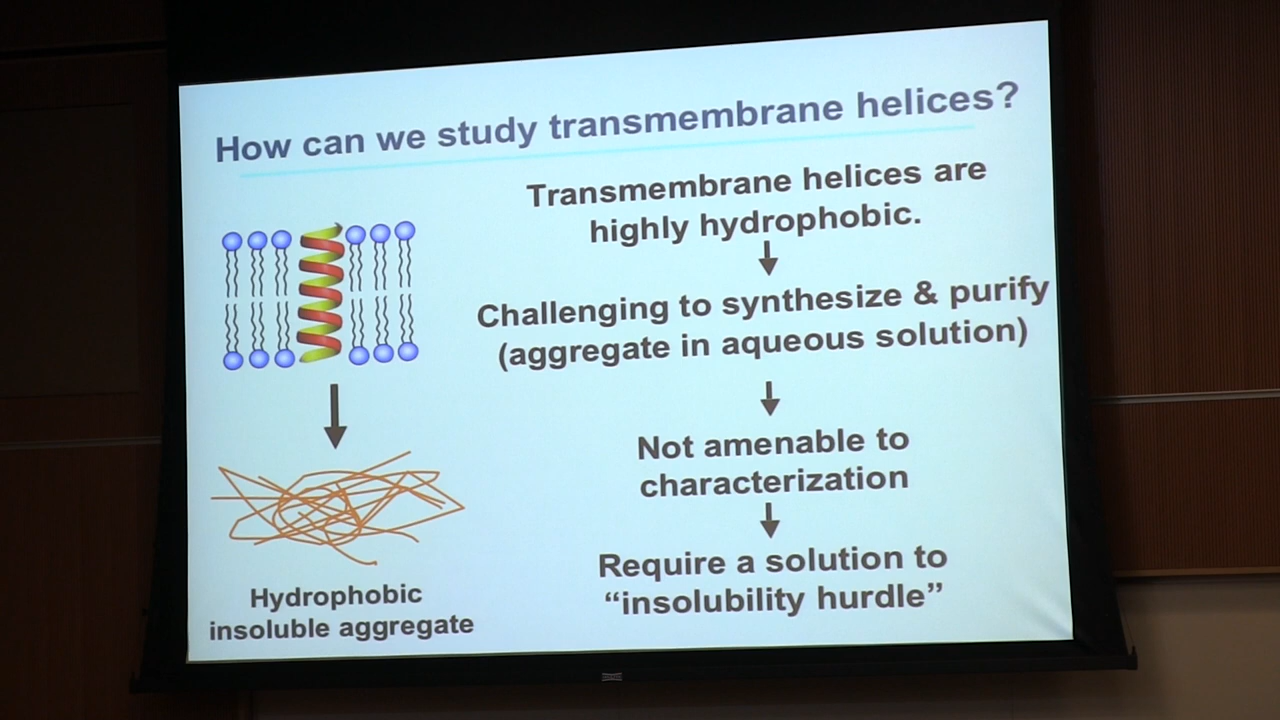 How can we study transmembrane helices?
Transmembrane helices are
highly hydrophobic.
Challenging to synthesize & purify
(aggregate in aqueous solution)
Not amenable to
characterization
Require a solution to
“insolubility hurdle”
Hydrophobic
insoluble aggregate